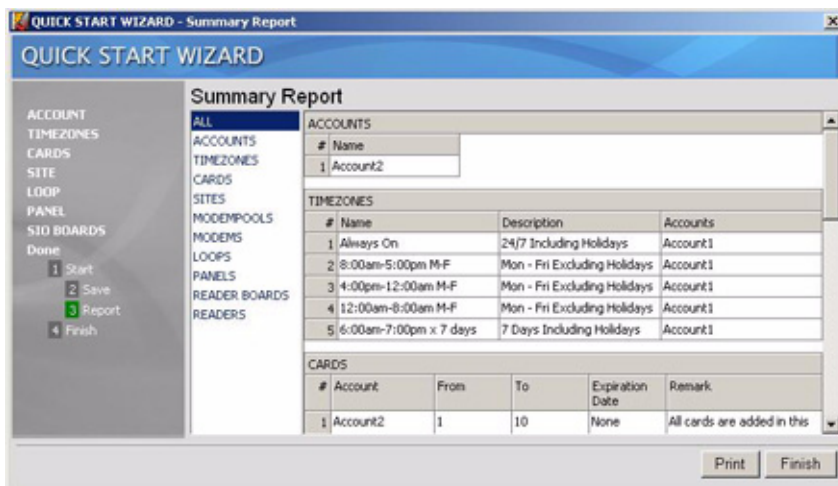 QUICK START WIZARD - Summary Report
QUICK START WIZARD
ACCOUNT
TIMEZONES
CARDS
SITE
LOOP
PANEL
SIO BOARDS
Done
1 Start
2 Save
3 Report
4 Finish
Summary Report
ALL
ACCOUNTS
TIMEZONES
CARDS
SITES
MODEMPOOLS
MODEMS
LOOPS
PANELS
READER BOARDS
READERS
ACCOUNTS
# Name
1 Account2
TIMEZONES
# Name Description Accounts
1 Always On 24/7 Including Holidays Account1
2 8:00am-5:00pm M-F Mon - Fri Excluding Holidays Account1
3 4:00pm-12:00am M-F Mon - Fri Excluding Holidays Account1
4 12:00am-8:00am M-F Mon - Fri Excluding Holidays Account1
5 6:00am-7:00pm x 7 days 7 Days Including Holidays Account1
CARDS
# Account From To Expiration Date Remark
1 Account2 1 10 None All cards are added in this
Print Finish